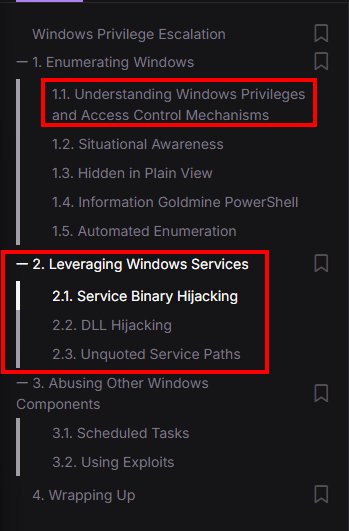 Windows Privilege Escalation
— 1. Enumerating Windows
1.1. Understanding Windows Privileges
and Access Control Mechanisms
1.2. Situational Awareness
1.3. Hidden in Plain View
1.4. Information Goldmine PowerShell
1.5. Automated Enumeration
— 2. Leveraging Windows Services
2.1. Service Binary Hijacking
2.2. DLL Hijacking
2.3. Unquoted Service Paths
— 3. Abusing Other Windows
Components
3.1. Scheduled Tasks
3.2. Using Exploits
4. Wrapping Up